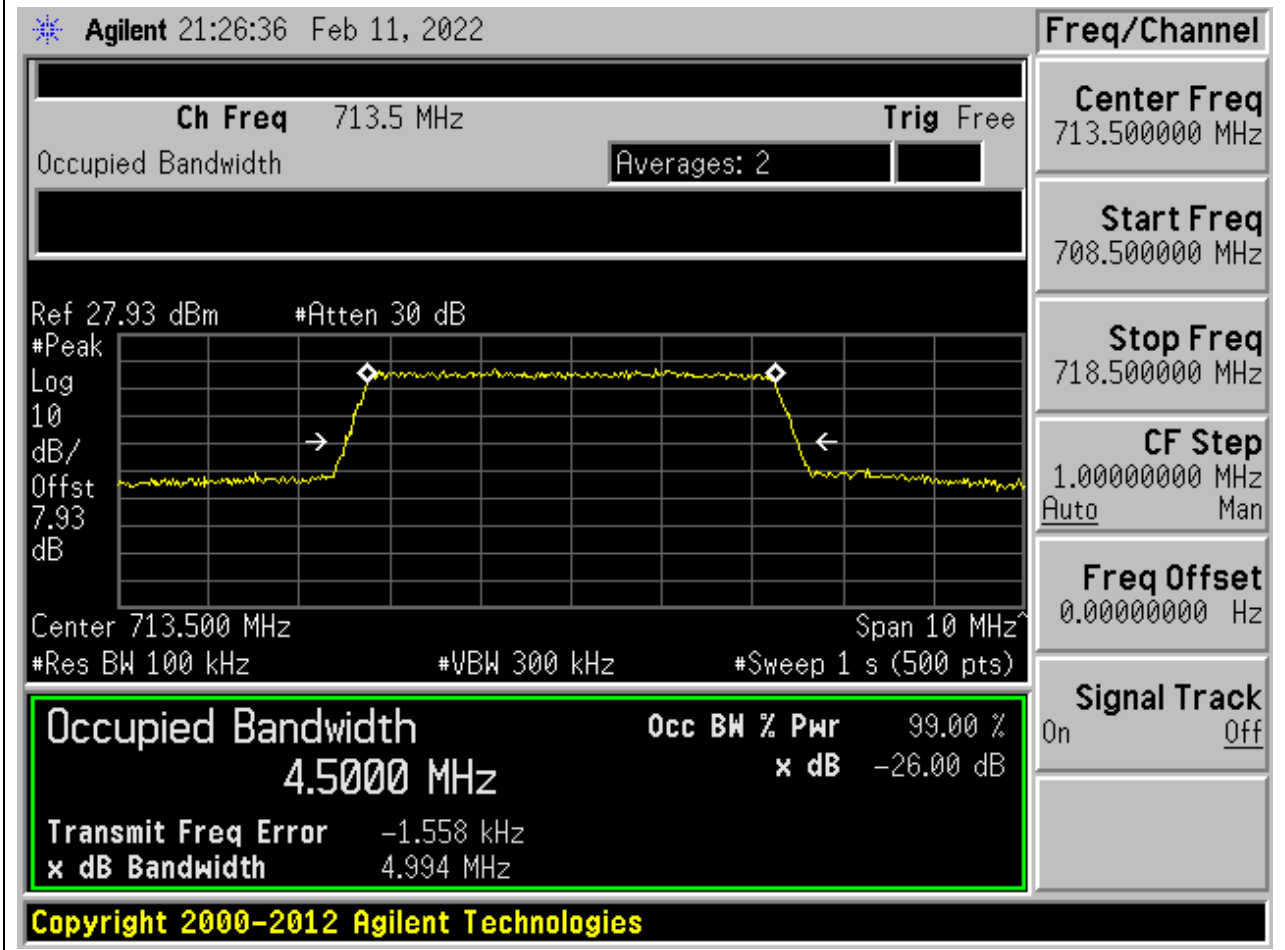 Agilent 21:26:36 Feb 11, 2022
Freq/Channel
Ch Freq 713.5 MHz Trig Free
Occupied Bandwidth Averages: 2
Center Freq
713.500000 MHz
Start Freq
708.500000 MHz
Stop Freq
718.500000 MHz
CF Step
1.00000000 MHz
Auto Man
Freq Offset
0.00000000 Hz
Signal Track
On Off
Ref 27.93 dBm #Atten 30 dB
#Peak
Log
10
dB/
Offst
7.93
dB
Center 713.500 MHz Span 10 MHz^
#Res BW 100 kHz #VBW 300 kHz #Sweep 1 s (500 pts)
Occupied Bandwidth Occ BW % Pwr 99.00 %
4.5000 MHz x dB -26.00 dB
Transmit Freq Error -1.558 kHz
x dB Bandwidth 4.994 MHz
Copyright 2000-2012 Agilent Technologies